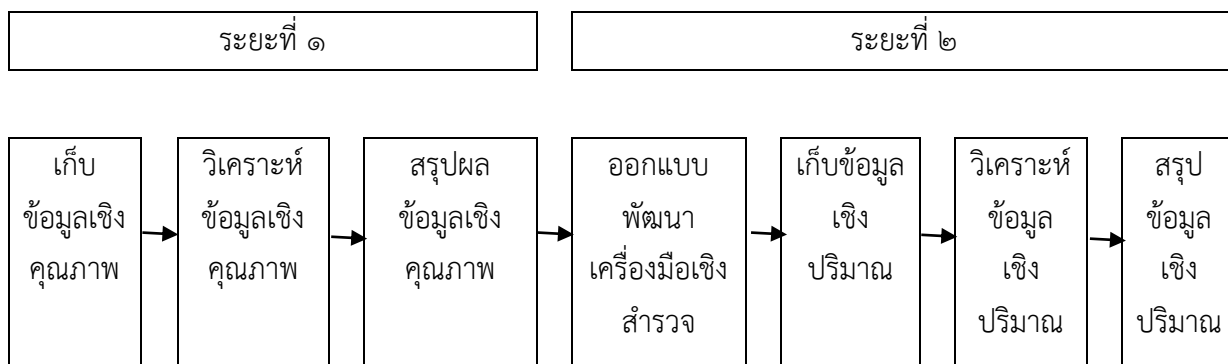 ระยะที่ ๑
ระยะที่ ๒
เก็บ
ข้อมูลเชิง
คุณภาพ
วิเคราะห์
ข้อมูลเชิง
คุณภาพ
สรุปผล
ข้อมูลเชิง
คุณภาพ
ออกแบบ
พัฒนา
เครื่องมือเชิง
สำรวจ
เก็บข้อมูล
เชิง
ปริมาณ
วิเคราะห์
ข้อมูล
เชิง
ปริมาณ
สรุป
ข้อมูล
เชิง
ปริมาณ